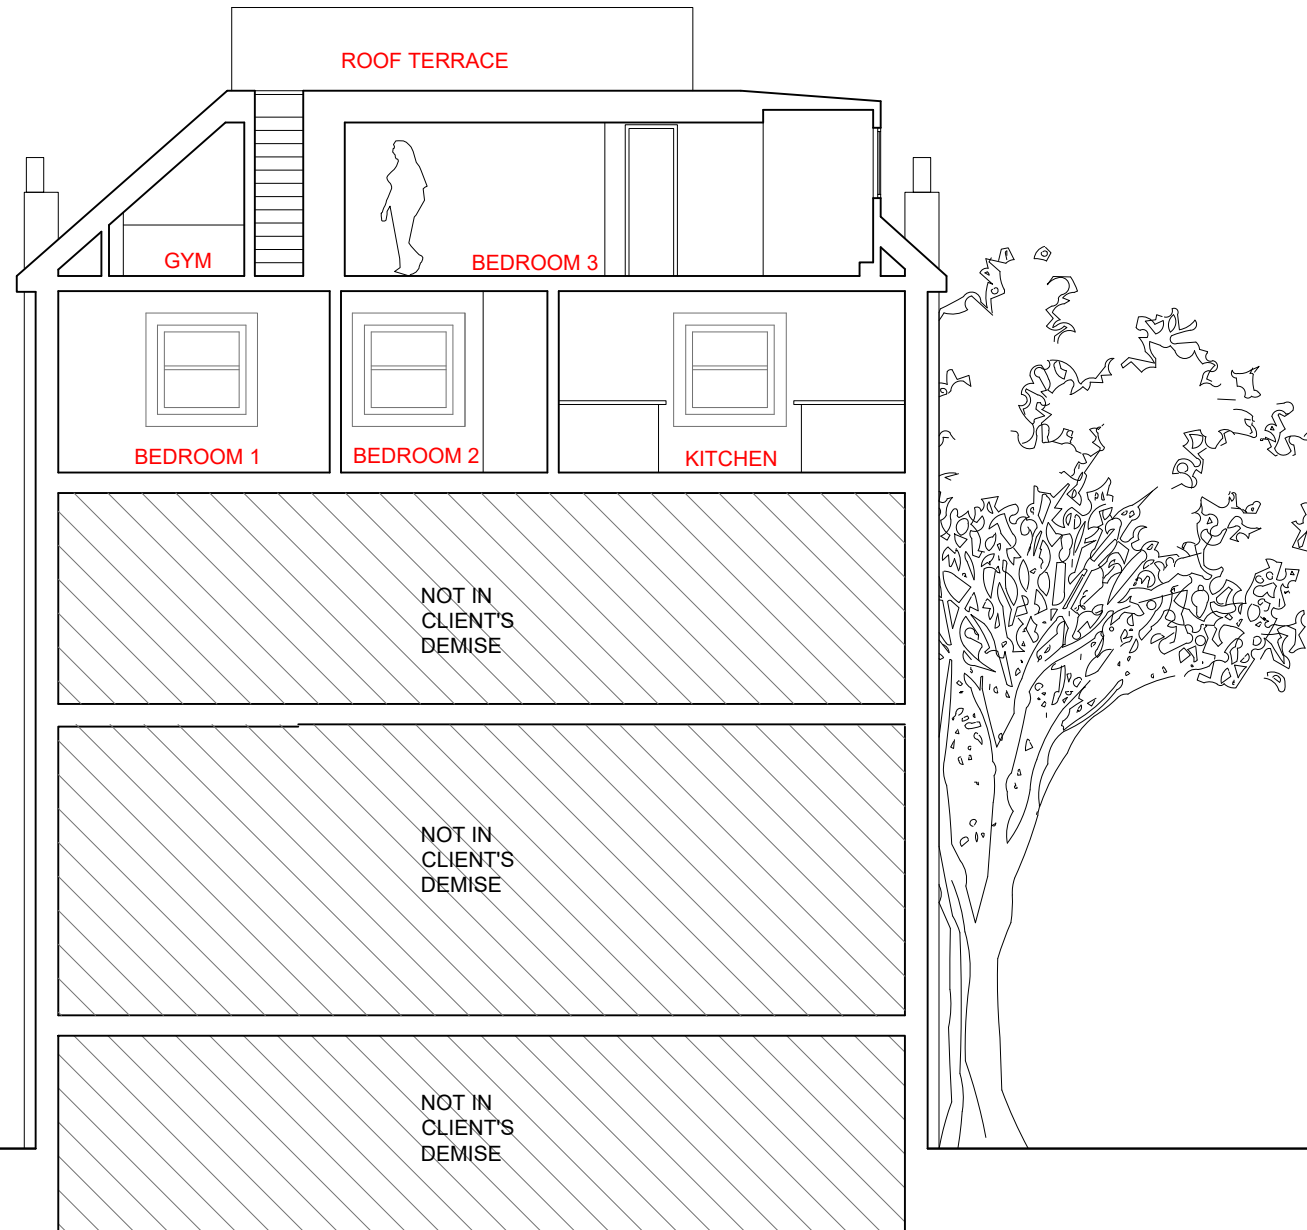 ROOF TERRACE
GYM
BEDROOM 3
BEDROOM 1
BEDROOM 2
KITCHEN
NOT IN
CLIENT'S
DEMISE
NOT IN
CLIENT'S
DEMISE
NOT IN
CLIENT'S
DEMISE